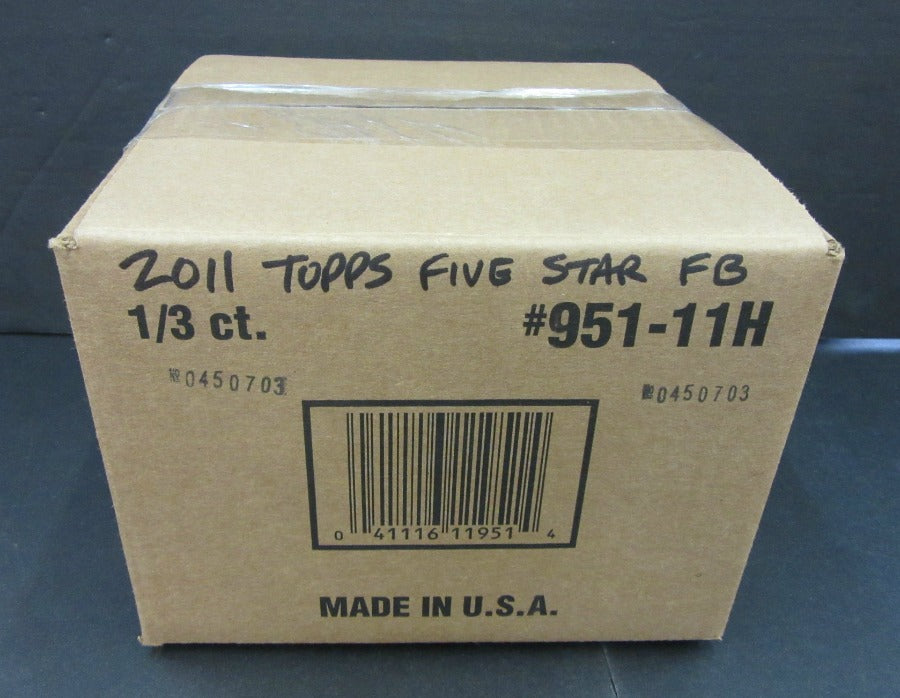 2011 TOPPS FIVE STAR FB
1/3 ct. #951-11H
0450703 0450703
0 41116 11951 4
MADE IN U.S.A.